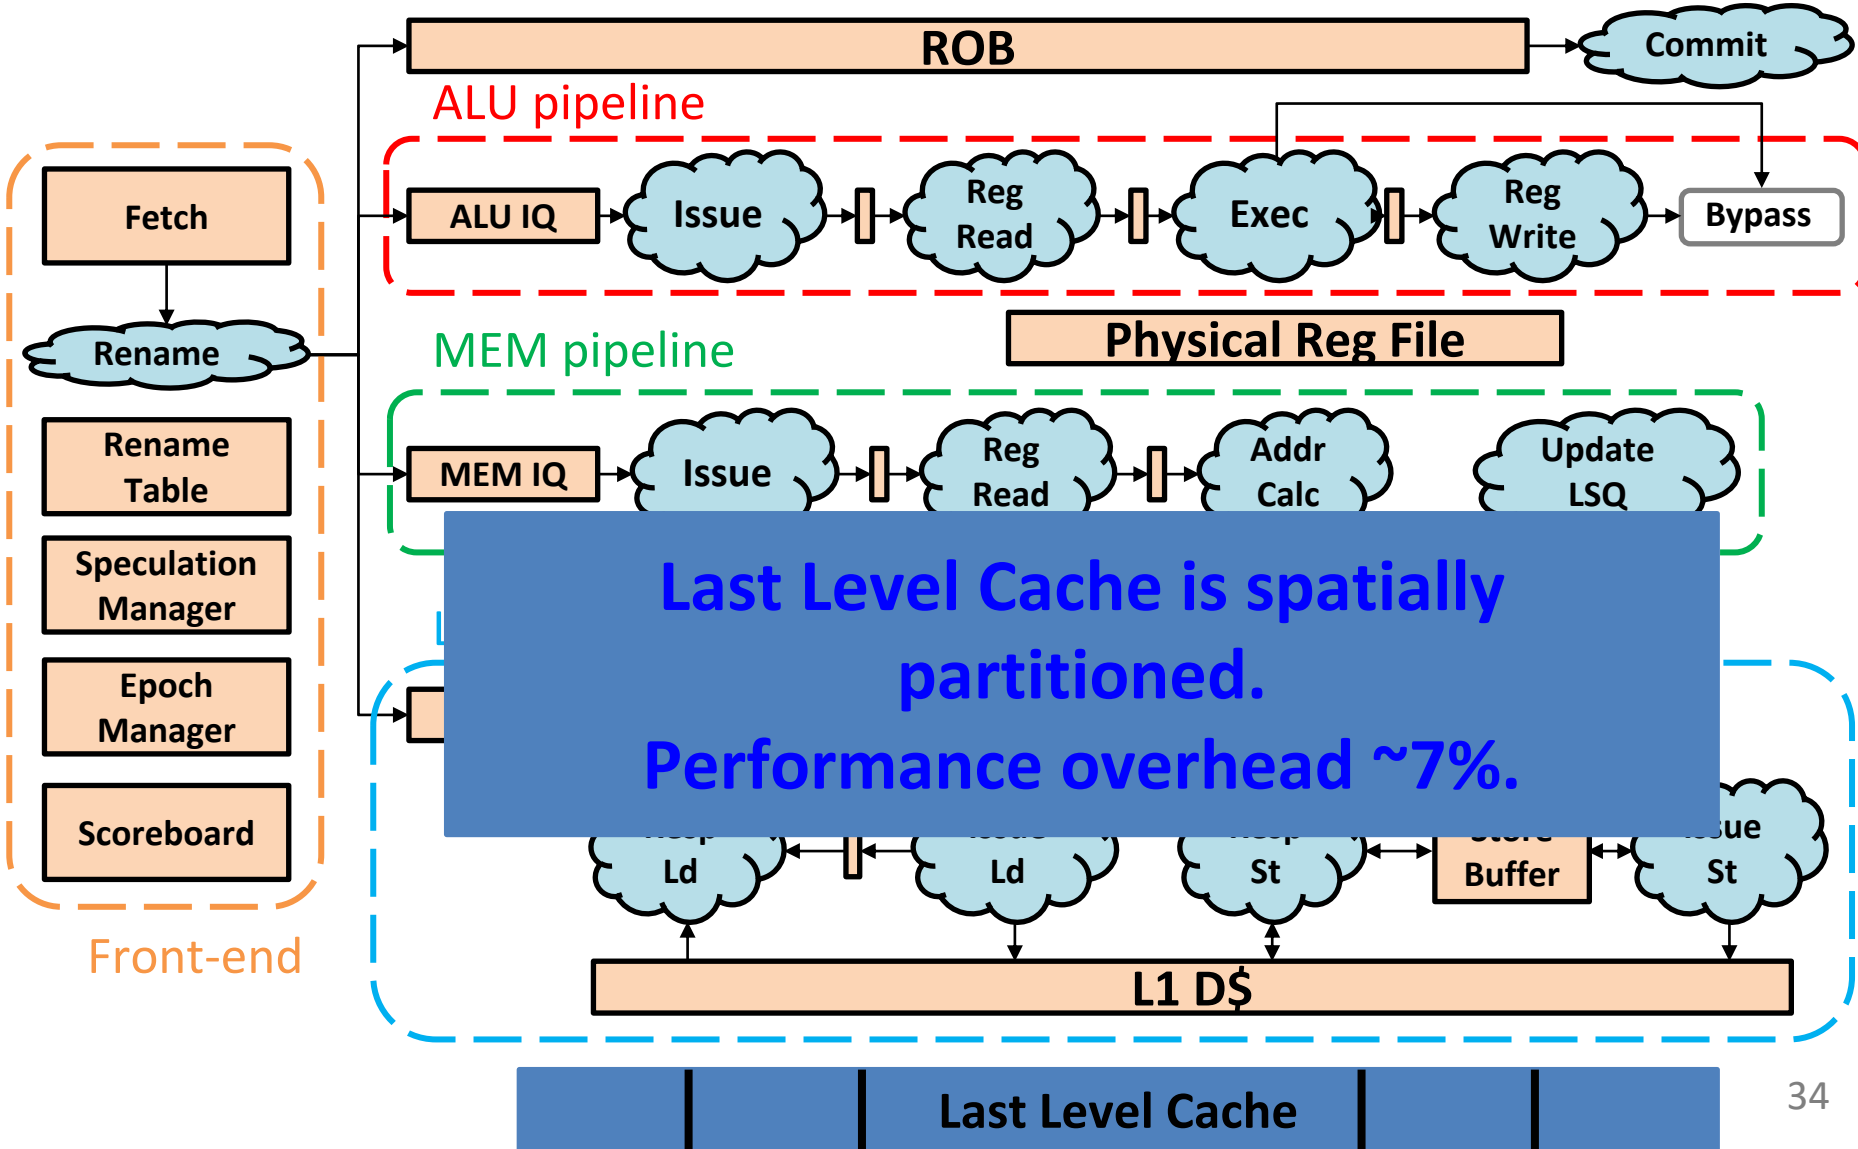 ROB
Commit
ALU pipeline
Fetch
ALU IQ
Issue
Reg
Read
Exec
Reg
Write
Bypass
Rename
MEM pipeline
Physical Reg File
Rename
Table
MEM IQ
Issue
Reg
Read
Addr
Calc
Update
LSQ
Speculation
Manager
Last Level Cache is spatially
partitioned.
Performance overhead ~7%.
Epoch
Manager
Scoreboard
Ld
Ld
St
Buffer
St
Front-end
L1 D$
Last Level Cache
34